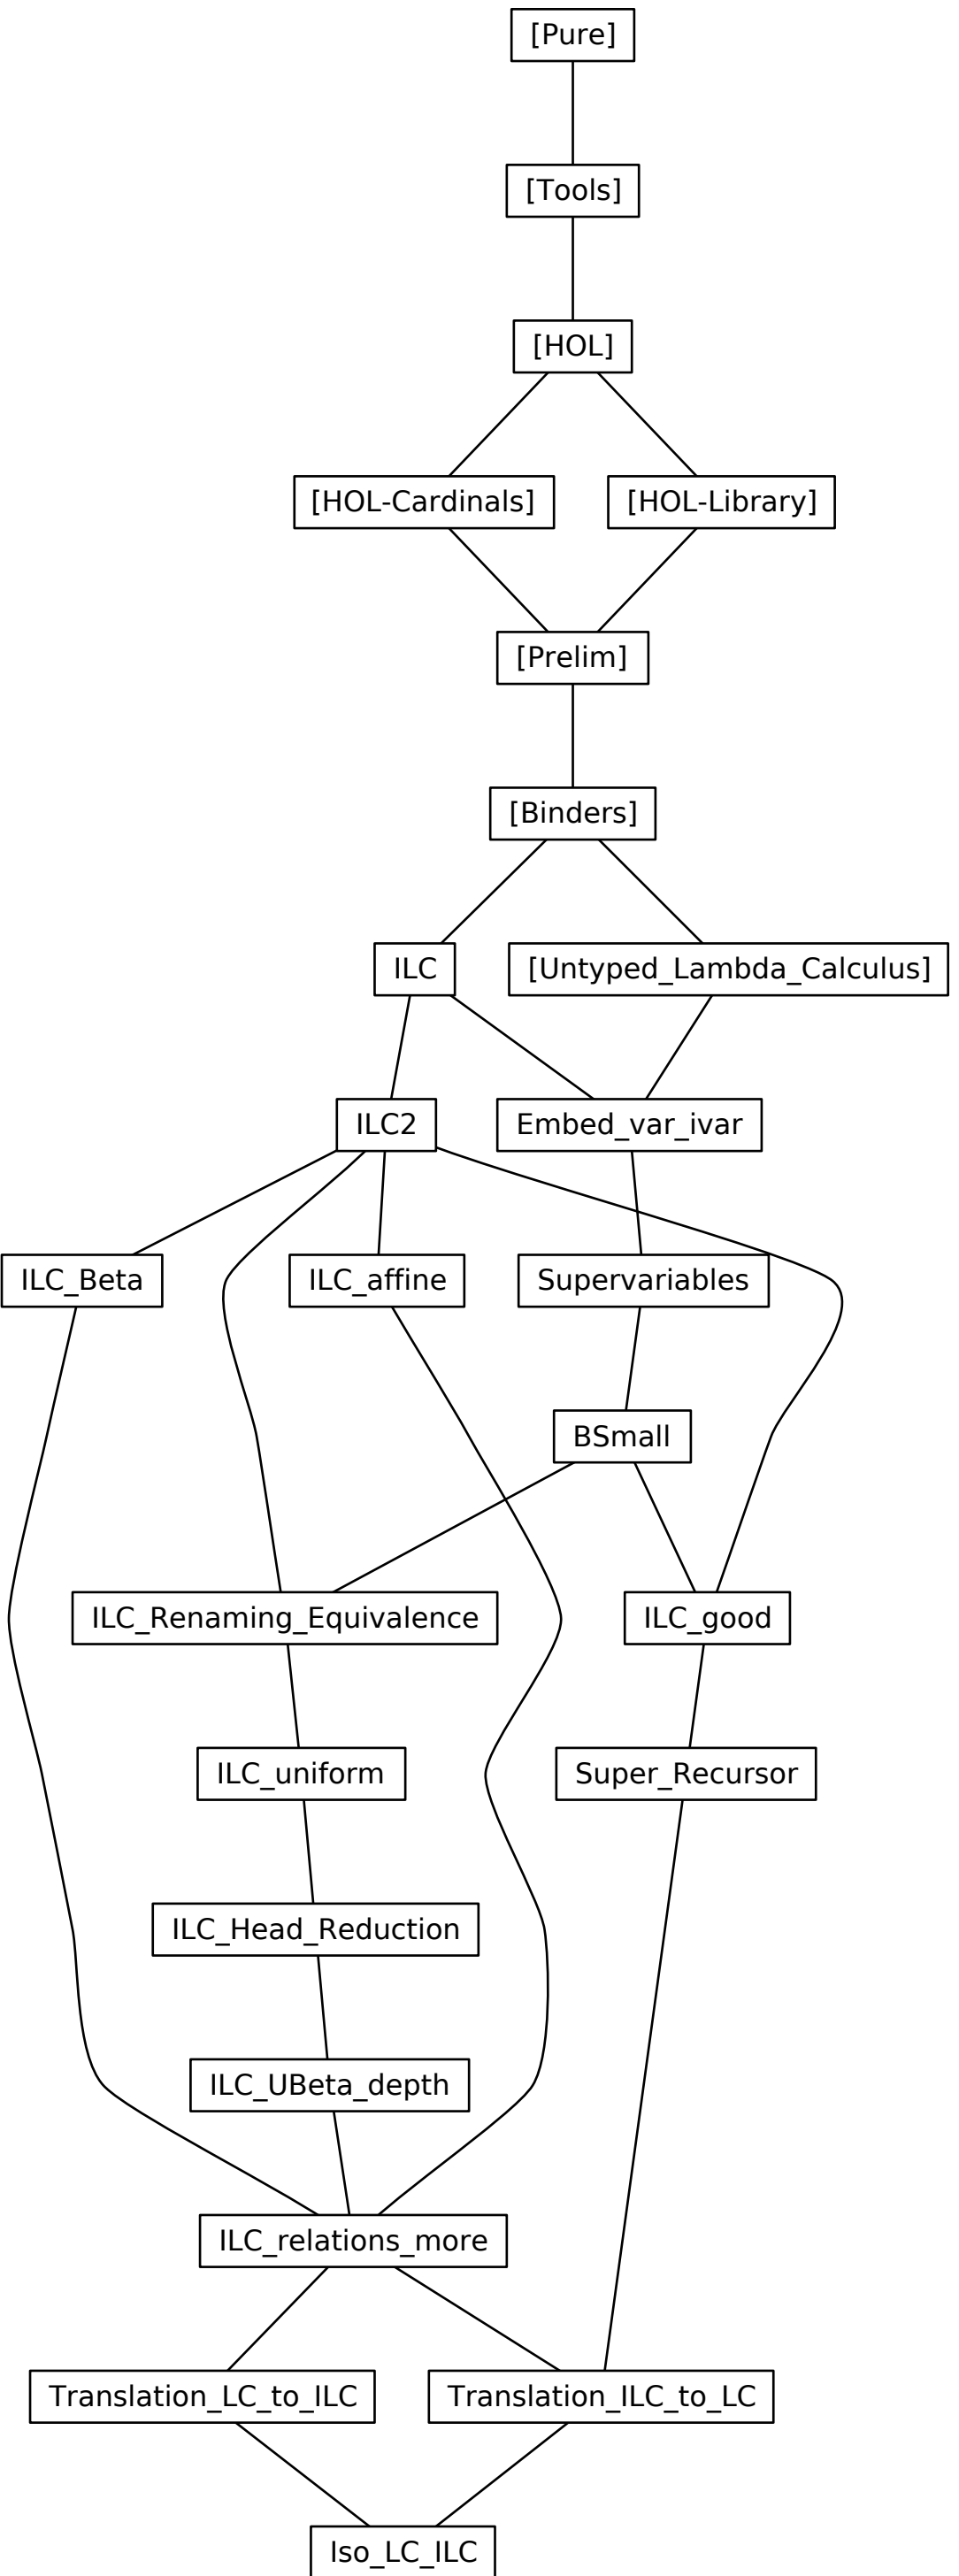 [Pure]
[Tools]
[HOL]
[HOL-Cardinals]
[HOL-Library]
[Prelim]
[Binders]
ILC
[Untyped_Lambda_Calculus]
ILC2
Embed_var_ivar
ILC_Beta
ILC_affine
Supervariables
BSmall
ILC_Renaming_Equivalence
ILC_good
ILC_uniform
Super_Recursor
ILC_Head_Reduction
ILC_UBeta_depth
ILC_relations_more
Translation_LC_to_ILC
Translation_ILC_to_LC
Iso_LC_ILC